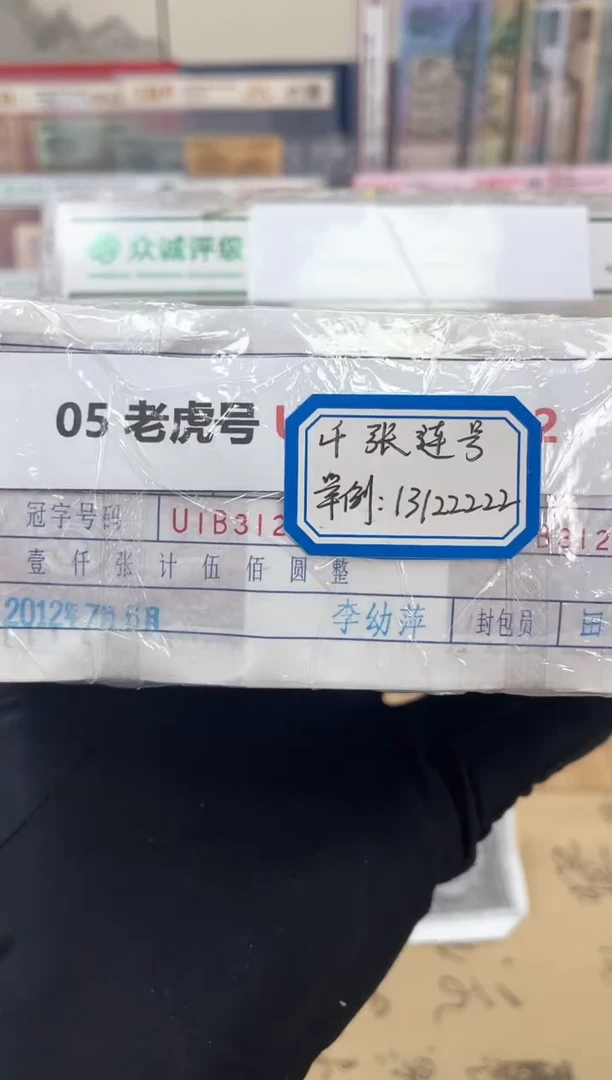 众诚评级
05 老虎号 U 2
千张连号
举例:13122222
冠字号码 U1B312 B312
壹仟张计伍佰圆整
2012年7月6日 李幼萍 封包员